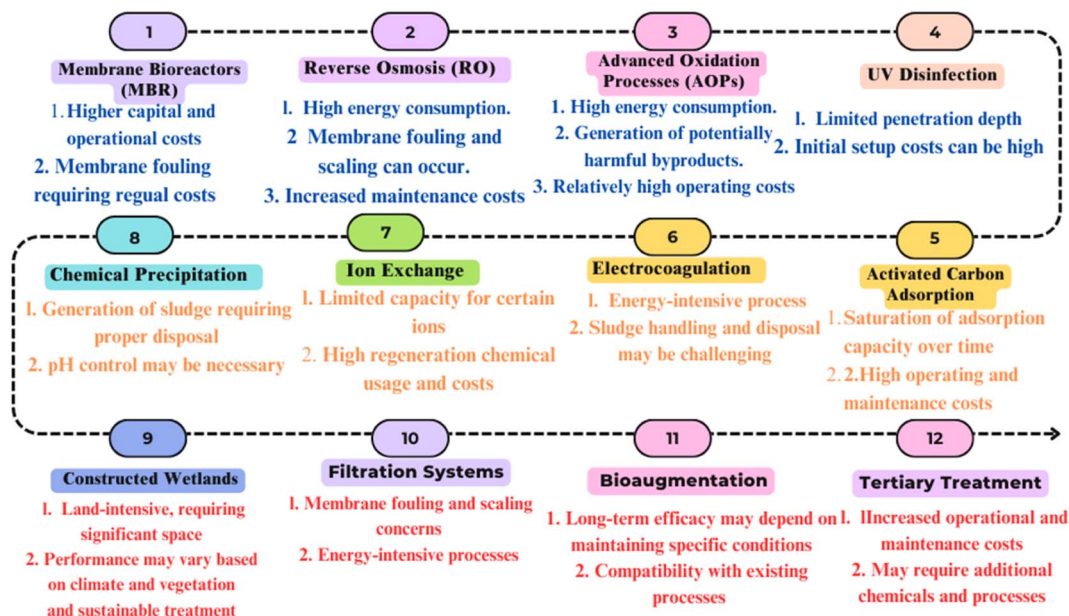 1
Membrane Bioreactors
(MBR)
1. Higher capital and
operational costs
2. Membrane fouling
requiring regual costs
2
Reverse Osmosis (RO)
1. High energy consumption.
2 Membrane fouling and
scaling can occur.
3. Increased maintenance costs
3
Advanced Oxidation
Processes (AOPs)
1. High energy consumption.
2. Generation of potentially
harmful byproducts.
3. Relatively high operating costs
4
UV Disinfection
1. Limited penetration depth
2. Initial setup costs can be high
8
Chemical Precipitation
1. Generation of sludge requiring
proper disposal
2. pH control may be necessary
7
Ion Exchange
1. Limited capacity for certain
ions
2. High regeneration chemical
usage and costs
6
Electrocoagulation
1. Energy-intensive process
2. Sludge handling and disposal
may be challenging
5
Activated Carbon
Adsorption
1. Saturation of adsorption
capacity over time
2. 2.High operating and
maintenance costs
9
Constructed Wetlands
1. Land-intensive, requiring
significant space
2. Performance may vary based
on climate and vegetation
and sustainable treatment
10
Filtration Systems
1. Membrane fouling and scaling
concerns
2. Energy-intensive processes
11
Bioaugmentation
1. Long-term efficacy may depend on
maintaining specific conditions
2. Compatibility with existing
processes
12
Tertiary Treatment
1. lIncreased operational and
maintenance costs
2. May require additional
chemicals and processes